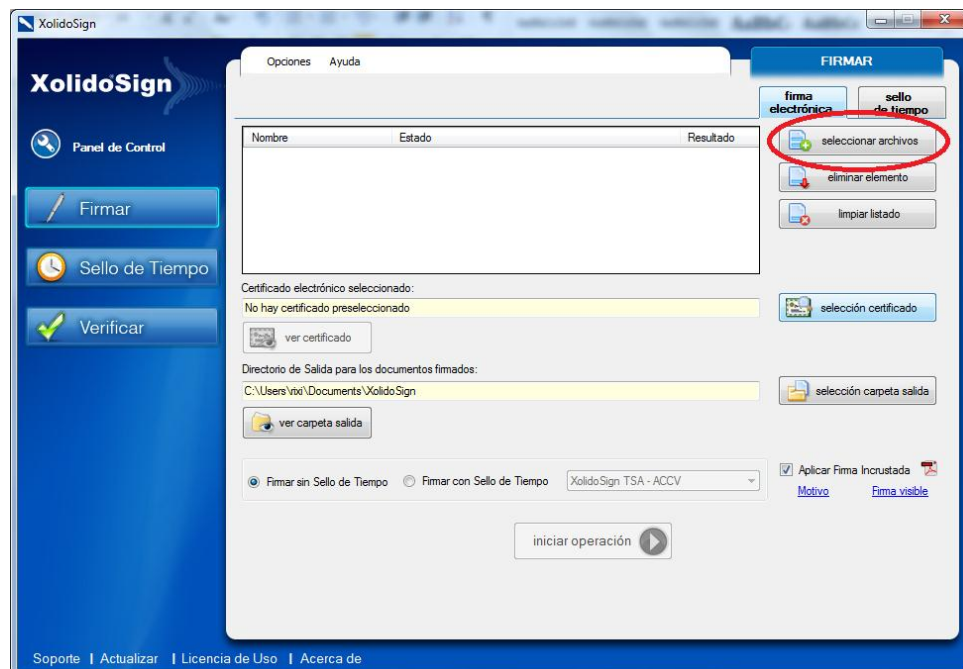 XolidoSign
XolidoSign
Panel de Control
Firmar
Sello de Tiempo
Verificar
Opciones Ayuda
FIRMAR
firma
electrónica
sello
de tiempo
Nombre Estado Resultado
seleccionar archivos
eliminar elemento
limpiar listado
Certificado electrónico seleccionado:
No hay certificado preseleccionado
selección certificado
ver certificado
Directorio de Salida para los documentos firmados:
C:\Users\rixi\Documents\XolidoSign
selección carpeta salida
ver carpeta salida
Firmar sin Sello de Tiempo Firmar con Sello de Tiempo XolidoSign TSA - ACCV
Aplicar Firma Incrustada
Motivo Firma visible
iniciar operación
Soporte | Actualizar | Licencia de Uso | Acerca de